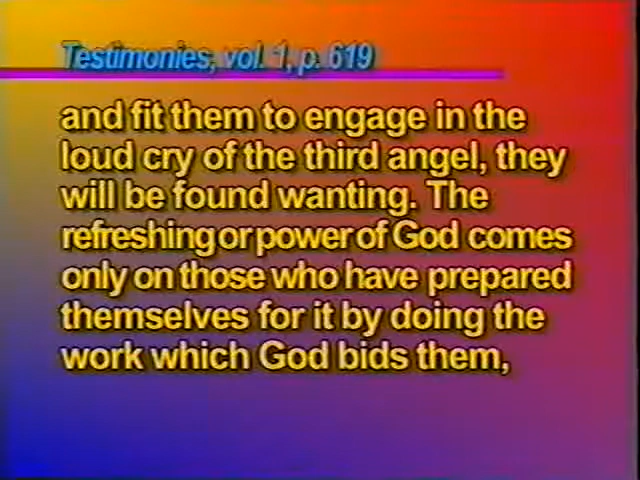 Testimonies, vol. 1, p. 619
and fit them to engage in the
loud cry of the third angel, they
will be found wanting. The
refreshing or power of God comes
only on those who have prepared
themselves for it by doing the
work which God bids them,